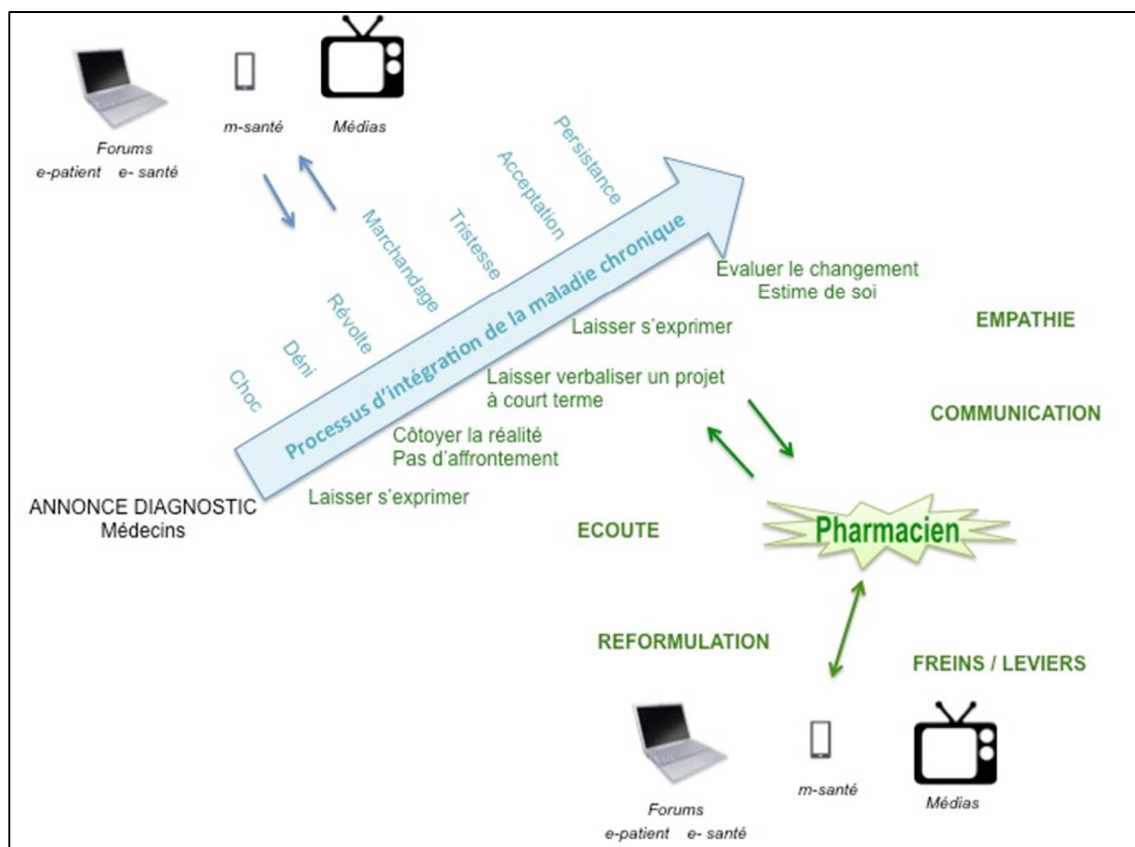 Forums
e-patient e- santé
m-santé
Médias
Choc
Déni
Révolte
Marchandage
Tristesse
Acceptation
Persistance
Processus d'intégration de la maladie chronique
ANNONCE DIAGNOSTIC
Médecins
Evaluer le changement
Estime de soi
Laisser s'exprimer
Laisser verbaliser un projet
à court terme
Côtoyer la réalité
Pas d'affrontement
Laisser s'exprimer
EMPATHIE
COMMUNICATION
ECOUTE
Pharmacien
REFORMULATION
FREINS / LEVIERS
Forums
e-patient e- santé
m-santé
Médias